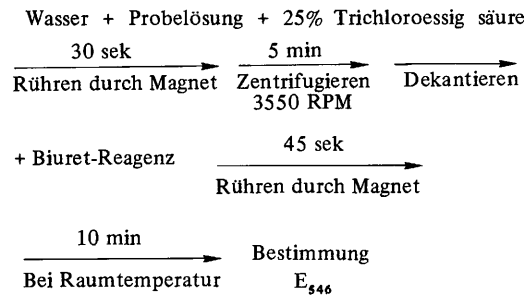 Wasser + Probelösung + 25% Trichloroessig säure
30 sek 5 min
Rühren durch Magnet Zentrifugieren Dekantieren
3550 RPM
+ Biuret-Reagenz 45 sek
Rühren durch Magnet
10 min Bestimmung
Bei Raumtemperatur E₅₄₆